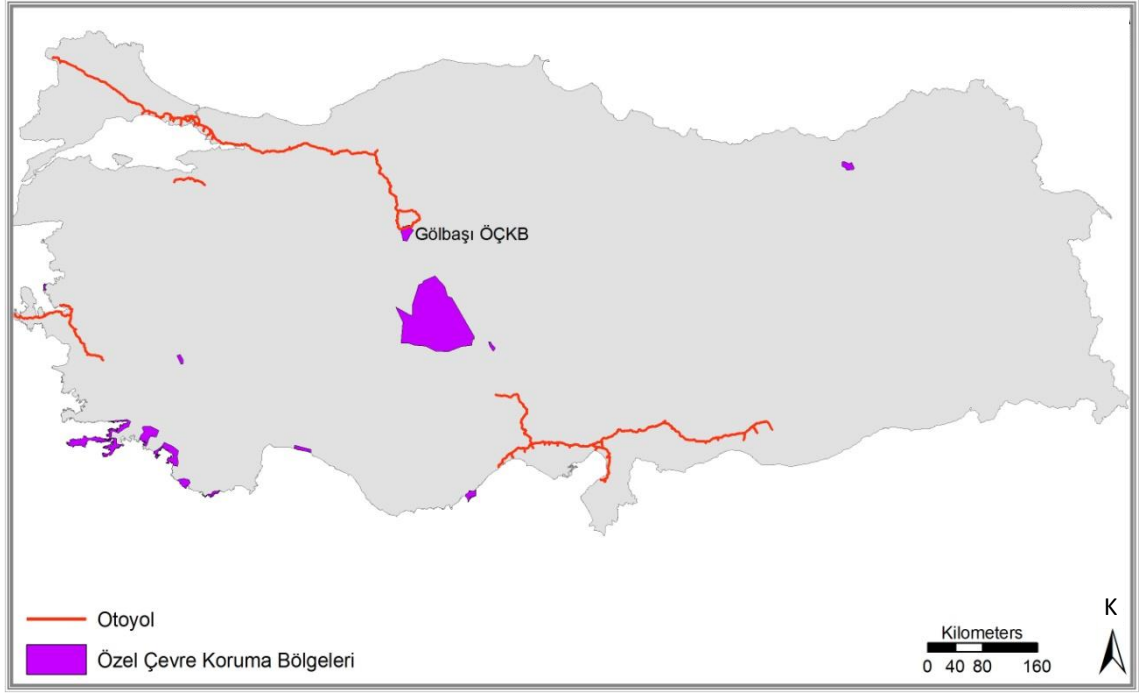 Gölbaşı ÖÇKB
Otoyol
Özel Çevre Koruma Bölgeleri
K
Kilometers
0 40 80 160